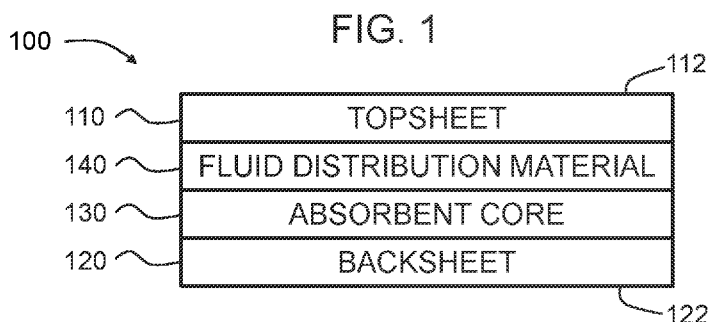 FIG. 1
100
112
110 TOPSHEET
140 FLUID DISTRIBUTION MATERIAL
130 ABSORBENT CORE
120 BACKSHEET
122